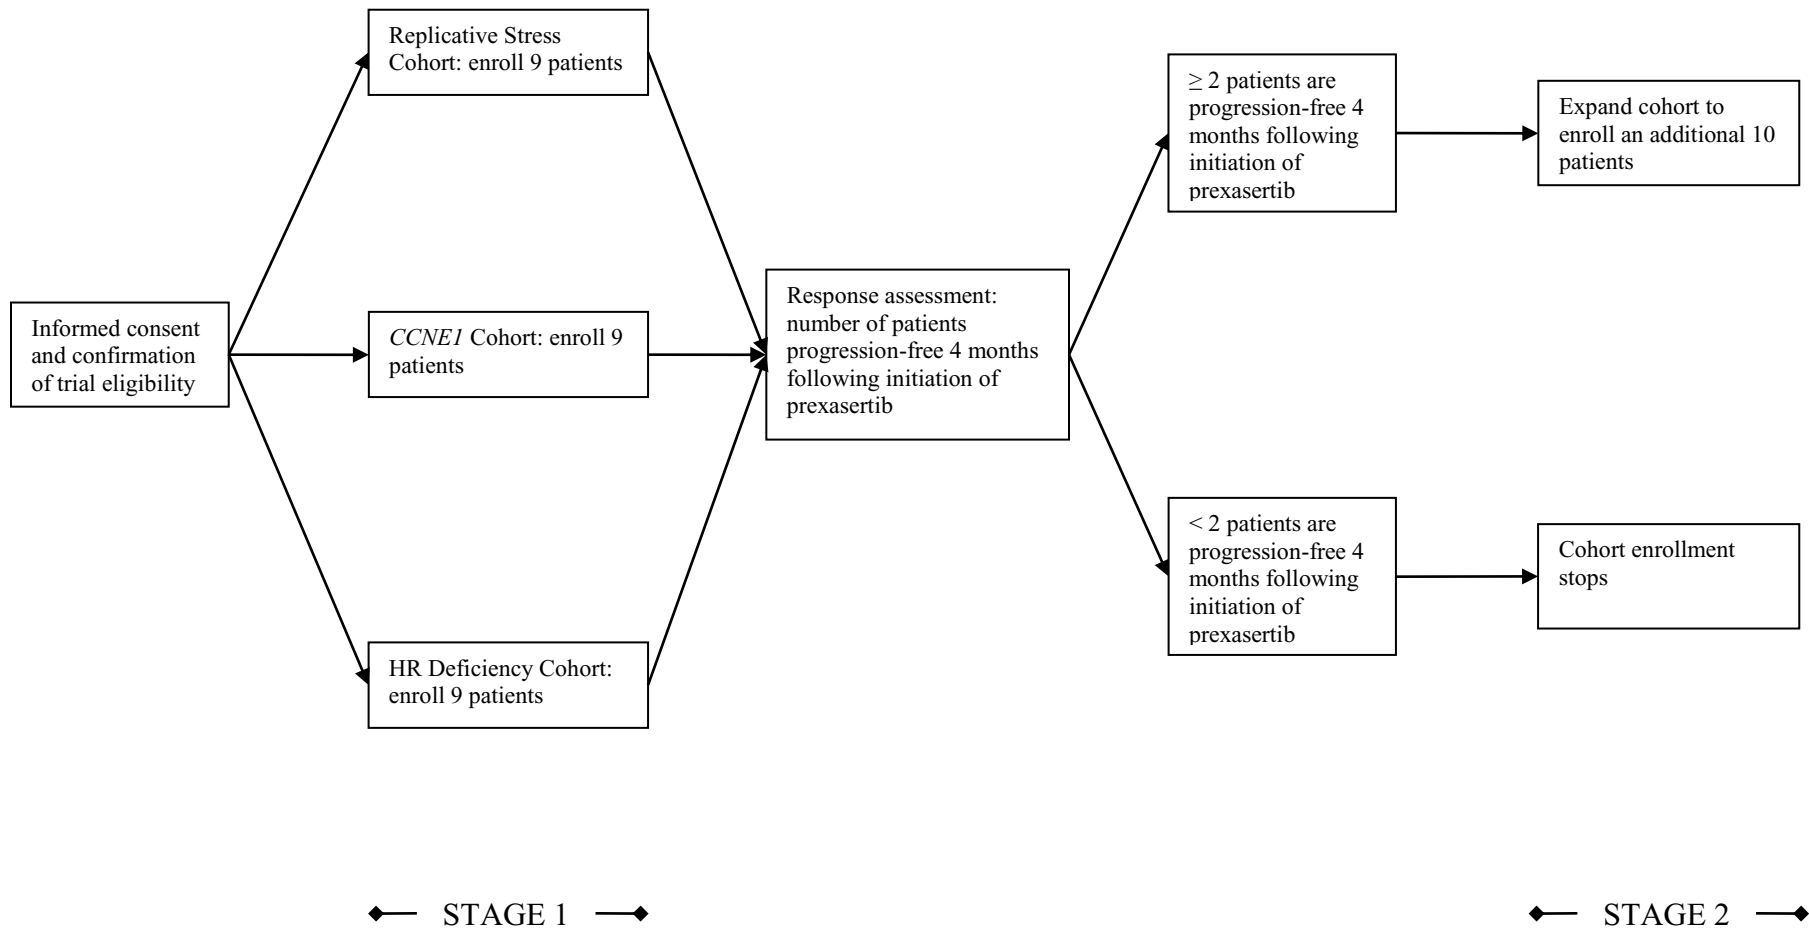 Informed consent
and confirmation
of trial eligibility
Replicative Stress
Cohort: enroll 9 patients
CCNE1 Cohort: enroll 9
patients
HR Deficiency Cohort:
enroll 9 patients
Response assessment:
number of patients
progression-free 4 months
following initiation of
prexasertib
≥ 2 patients are
progression-free 4
months following
initiation of
prexasertib
Expand cohort to
enroll an additional 10
patients
< 2 patients are
progression-free 4
months following
initiation of
prexasertib
Cohort enrollment
stops
STAGE 1
STAGE 2